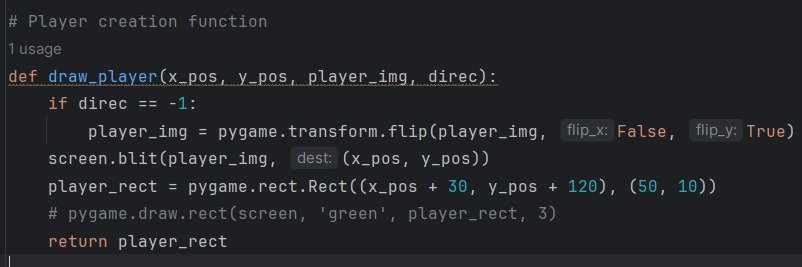 # Player creation function
1 usage
def draw_player(x_pos, y_pos, player_img, direc):
    if direc == -1:
        player_img = pygame.transform.flip(player_img, flip_x: False, flip_y: True)
    screen.blit(player_img, dest: (x_pos, y_pos))
    player_rect = pygame.rect.Rect((x_pos + 30, y_pos + 120), (50, 10))
    # pygame.draw.rect(screen, 'green', player_rect, 3)
    return player_rect